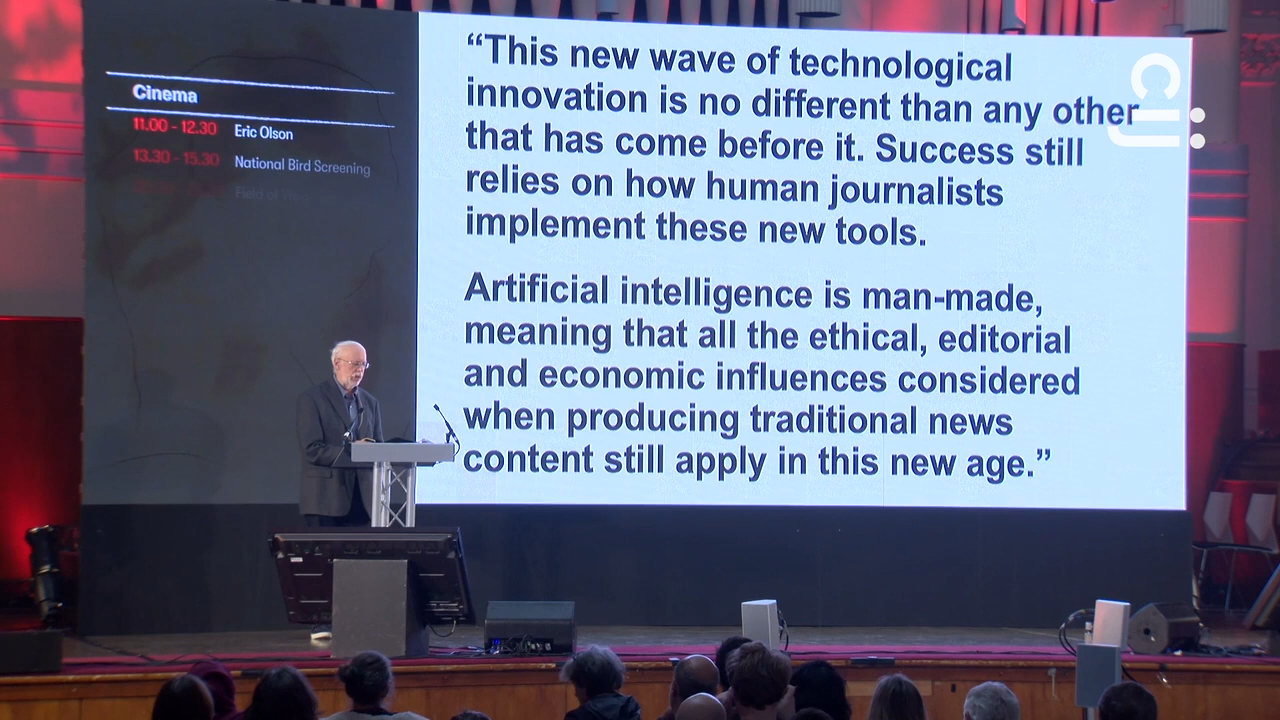 Cinema
11.00 - 12.30 Eric Olson
13.30 - 15.30 National Bird Screening
Field of
“This new wave of technological
innovation is no different than any other
that has come before it. Success still
relies on how human journalists
implement these new tools.
Artificial intelligence is man-made,
meaning that all the ethical, editorial
and economic influences considered
when producing traditional news
content still apply in this new age.”
CIJ: